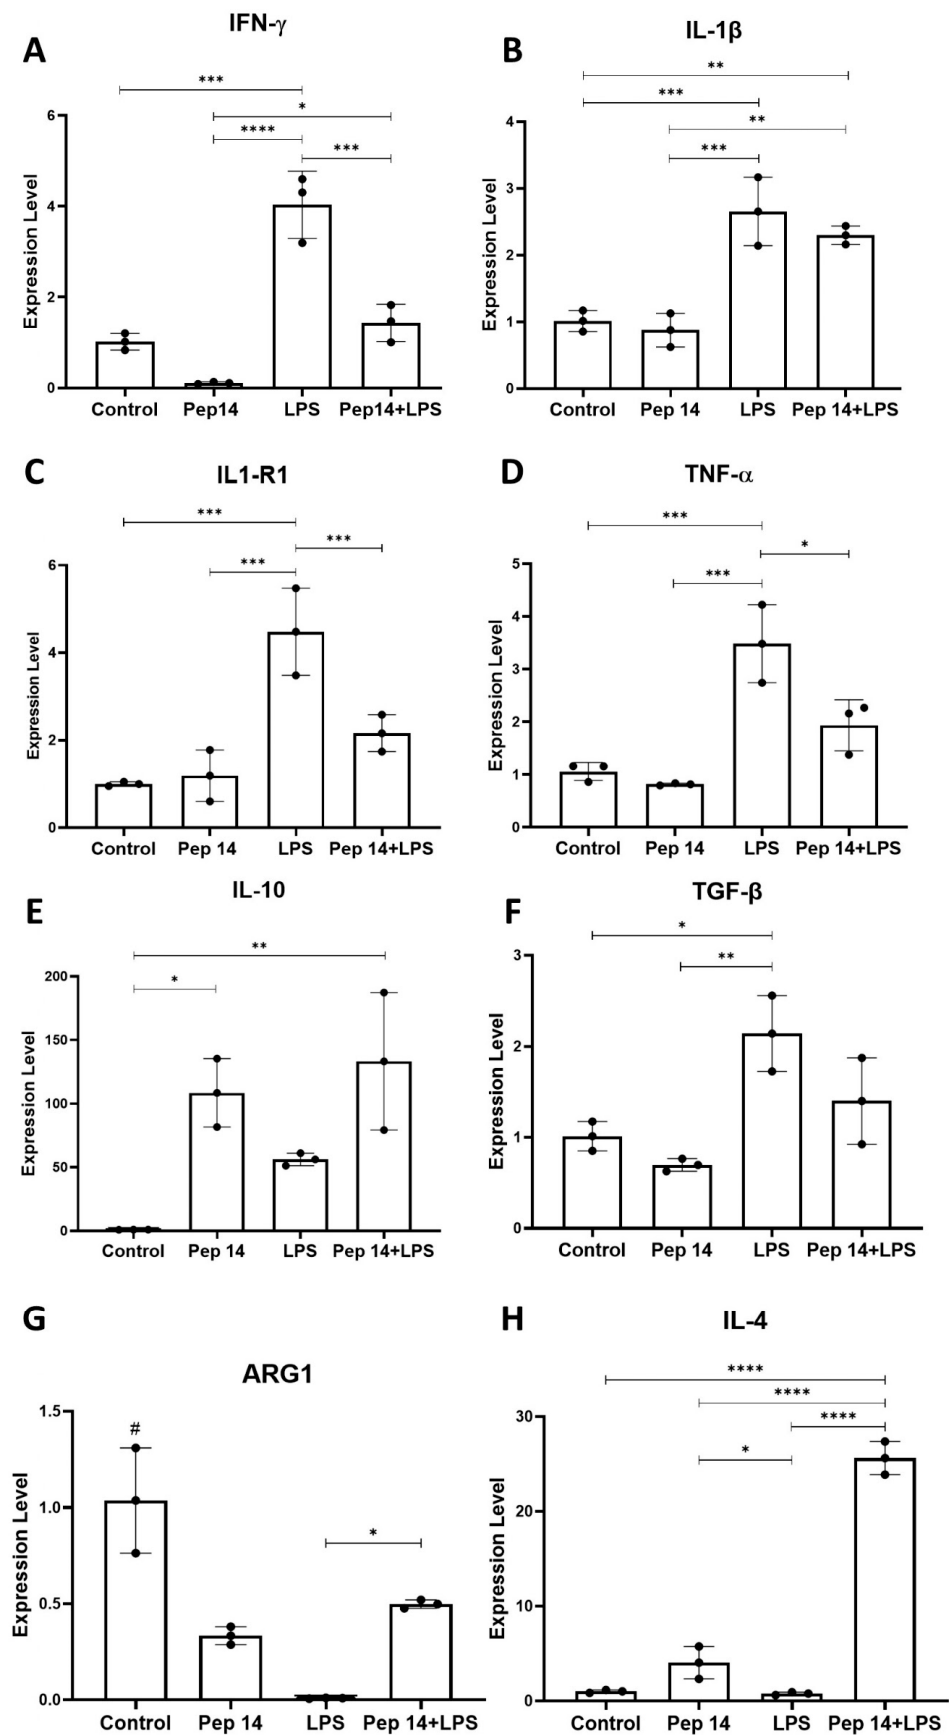 A
IFN-γ
***
*
****
***
Expression Level
6
4
2
0
Control Pep14 LPS Pep14+LPS
B
IL-1β
**
***
**
***
Expression Level
4
3
2
1
0
Control Pep 14 LPS Pep 14+LPS
C
IL1-R1
***
***
***
Expression Level
6
4
2
0
Control Pep 14 LPS Pep 14+LPS
D
TNF-α
***
*
***
Expression Level
5
4
3
2
1
0
Control Pep 14 LPS Pep 14+LPS
E
IL-10
**
*
Expression Level
200
150
100
50
0
Control Pep 14 LPS Pep 14+LPS
F
TGF-β
*
**
Expression Level
3
2
1
0
Control Pep 14 LPS Pep 14+LPS
G
ARG1
#
*
Expression Level
1.5
1.0
0.5
0.0
Control Pep 14 LPS Pep 14+LPS
H
IL-4
****
****
****
*
Expression Level
30
20
10
0
Control Pep 14 LPS Pep 14+LPS